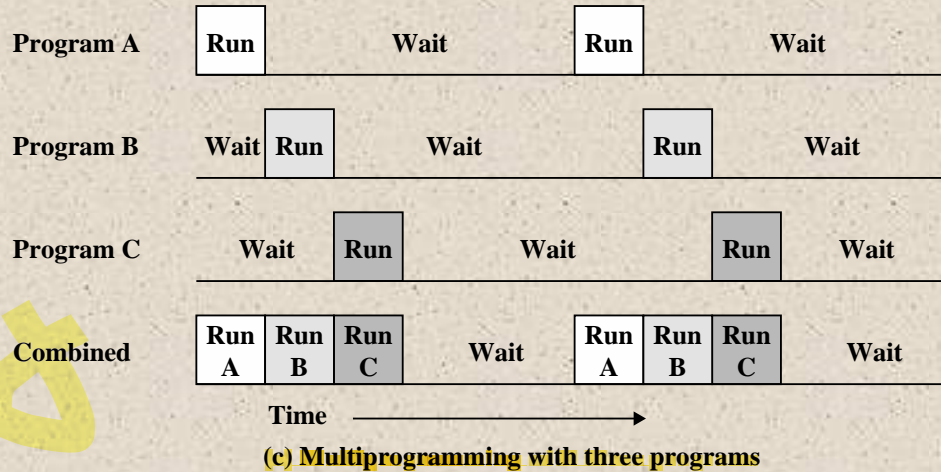 Program A Run Wait Run Wait
Program B Wait Run Wait Run Wait
Program C Wait Run Wait Run Wait
Combined Run A Run B Run C Wait Run A Run B Run C Wait
Time
(c) Multiprogramming with three programs